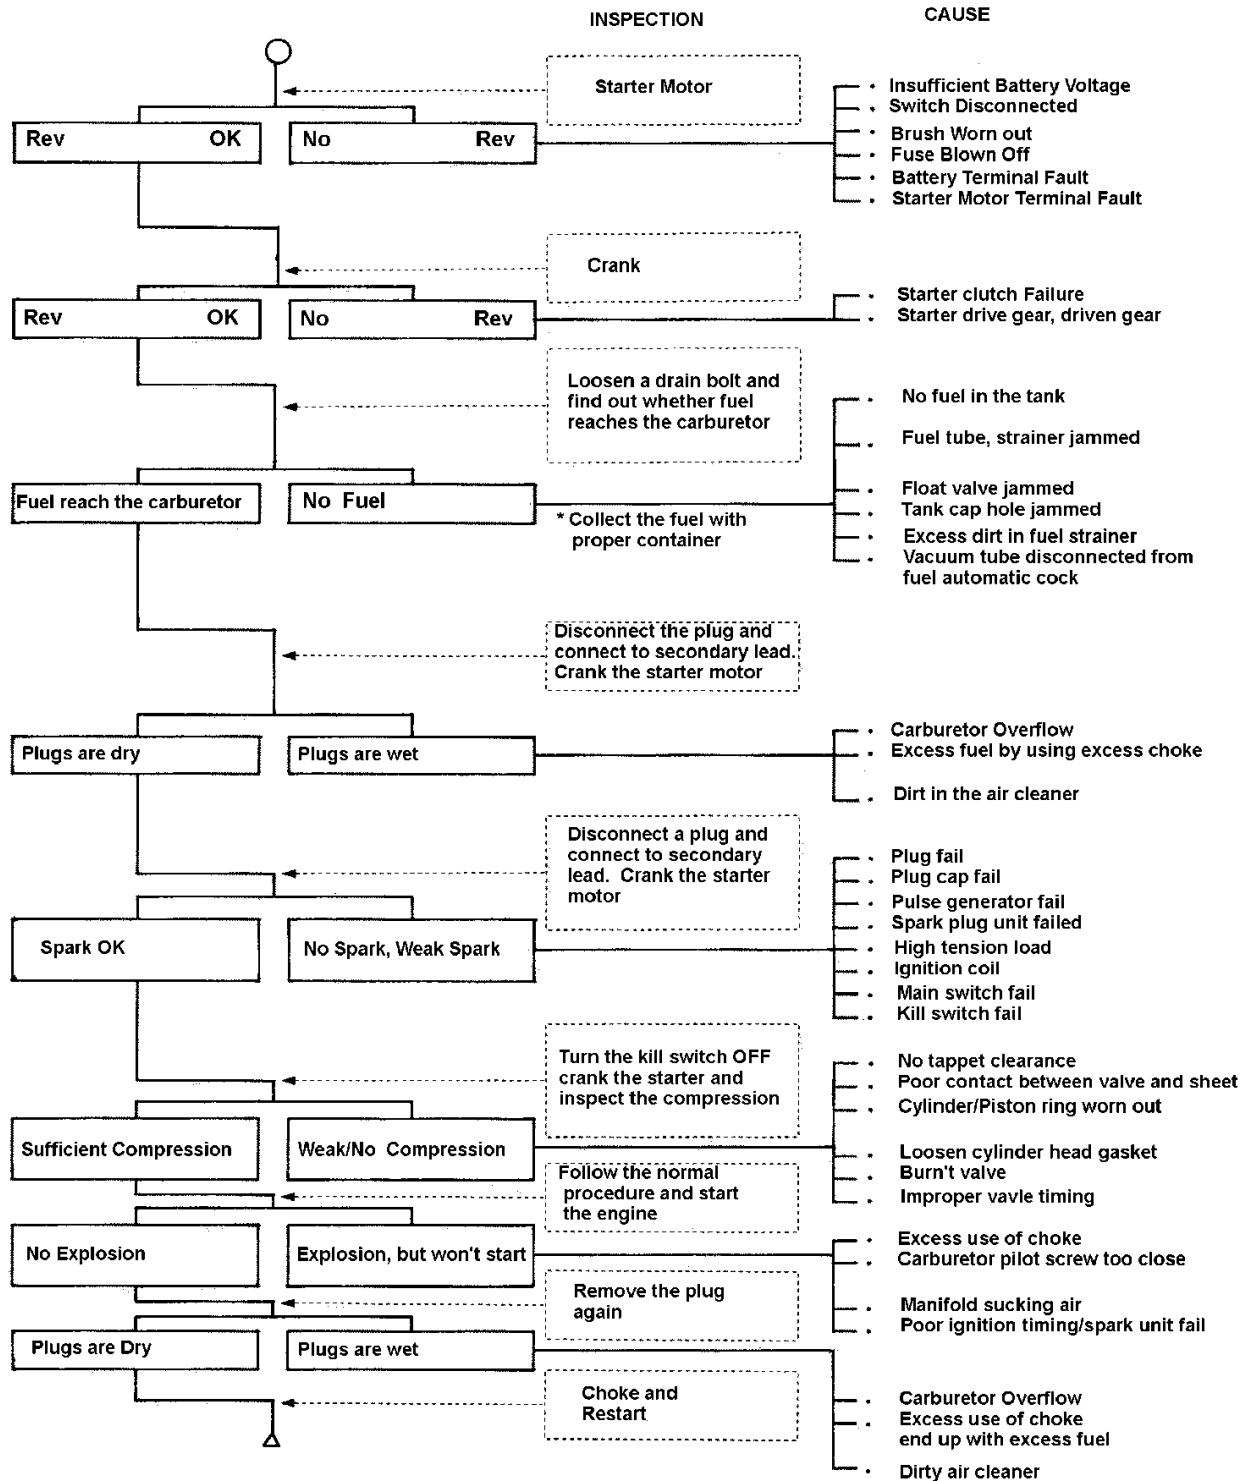 INSPECTION
CAUSE
Starter Motor
Rev OK
No Rev
Insufficient Battery Voltage
Switch Disconnected
Brush Worn out
Fuse Blown Off
Battery Terminal Fault
Starter Motor Terminal Fault
Crank
Rev OK
No Rev
Starter clutch Failure
Starter drive gear, driven gear
Loosen a drain bolt and
find out whether fuel
reaches the carburetor
Fuel reach the carburetor
No Fuel
* Collect the fuel with
proper container
No fuel in the tank
Fuel tube, strainer jammed
Float valve jammed
Tank cap hole jammed
Excess dirt in fuel strainer
Vacuum tube disconnected from
fuel automatic cock
Disconnect the plug and
connect to secondary lead.
Crank the starter motor
Plugs are dry
Plugs are wet
Carburetor Overflow
Excess fuel by using excess choke
Dirt in the air cleaner
Disconnect a plug and
connect to secondary
lead. Crank the starter
motor
Spark OK
No Spark, Weak Spark
Plug fail
Plug cap fail
Pulse generator fail
Spark plug unit failed
High tension load
Ignition coil
Main switch fail
Kill switch fail
Turn the kill switch OFF
crank the starter and
inspect the compression
Sufficient Compression
Weak/No Compression
No tappet clearance
Poor contact between valve and sheet
Cylinder/Piston ring worn out
Loosen cylinder head gasket
Burn't valve
Improper vavle timing
Follow the normal
procedure and start
the engine
No Explosion
Explosion, but won't start
Excess use of choke
Carburetor pilot screw too close
Manifold sucking air
Poor ignition timing/spark unit fail
Remove the plug
again
Plugs are Dry
Plugs are wet
Carburetor Overflow
Excess use of choke
end up with excess fuel
Dirty air cleaner
Choke and
Restart